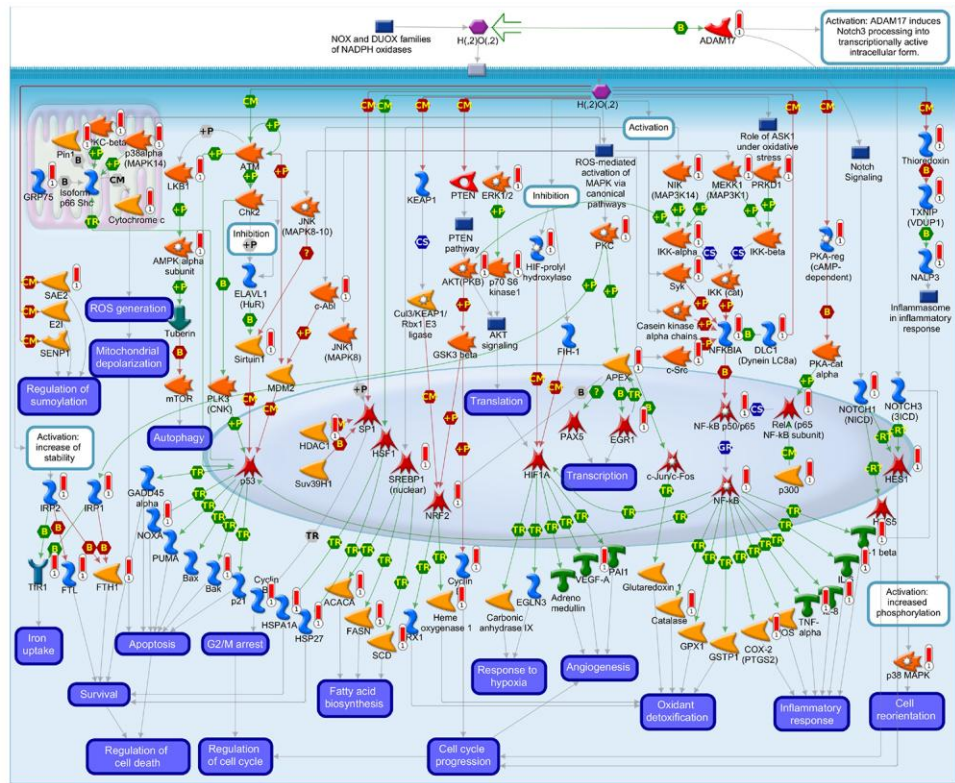 NOX and DUOX families
of NADPH oxidases
H(,2)O(,2)
B
ADAM17
Activation: ADAM17 induces
Notch3 processing into
transcriptionally active
intracellular form.
CM
H(,2)O(,2)
Activation
Role of ASK1
under oxidative
stress
Notch
Signaling
Thioredoxin
TXNIP
(VDUP1)
NALP3
Inflammasome
in inflammatory
response
Pin1
PKC-beta
p38alpha
(MAPK14)
GRP75
isoform
p66 Shc
Cytochrome c
LKB1
ATM
Chk2
Inhibition
+P
ELAVL1
(HuR)
Sirtuin1
JNK
(MAPK8-10)
c-Abl
JNK1
(MAPK8)
KEAP1
Cul3/KEAP1/
Rbx1 E3
ligase
PTEN
PTEN
pathway
AKT(PKB)
GSK3 beta
ERK1/2
p70 S6
kinase1
AKT
signaling
Inhibition
HIF-prolyl
hydroxylase
FIH-1
ROS-mediated
activation of
MAPK via
canonical
pathways
PKC
APEX
NIK
(MAP3K14)
MEKK1
(MAP3K1)
PRKD1
IKK-alpha
IKK-beta
Syk
IKK (cat)
Casein kinase
alpha chains
NFKBIA
DLC1
(Dynein LC8a)
c-Src
PKA-reg
(cAMP-
dependent)
PKA-cat
alpha
AMPK alpha
subunit
Tuberin
mTOR
SAE2
E2I
SENP1
ROS generation
Mitochondrial
depolarization
Regulation of
sumoylation
Autophagy
PLK3
(CNK)
MDM2
HDAC1
Suv39H1
SP1
HSF1
SREBP1
(nuclear)
NRF2
Translation
HIF1A
PAX5
EGR1
Transcription
c-Jun/c-Fos
NF-kB p50/p65
RelA (p65
NF-kB subunit)
p300
NF-kB
NOTCH1
(NICD)
NOTCH3
(3ICD)
HES1
HES5
p53
Activation:
increase of
stability
IRP2
IRP1
TfR1
FTL
FTH1
GADD45
alpha
NOXA
PUMA
Bax
Bak
p21
HSPA1A
HSP27
ACACA
FASN
SCD
Heme
oxygenase 1
Carbonic
anhydrase IX
EGLN3
Adreno
medullin
VEGF-A
PAI1
Glutaredoxin 1
Catalase
GPX1
GSTP1
COX-2
(PTGS2)
TNF-
alpha
Activation:
increased
phosphorylation
p38 MAPK
Iron
uptake
Apoptosis
G2/M arrest
Survival
Fatty acid
biosynthesis
Response to
hypoxia
Angiogenesis
Oxidant
detoxification
Inflammatory
response
Cell
reorientation
Regulation of
cell death
Regulation
of cell cycle
Cell cycle
progression